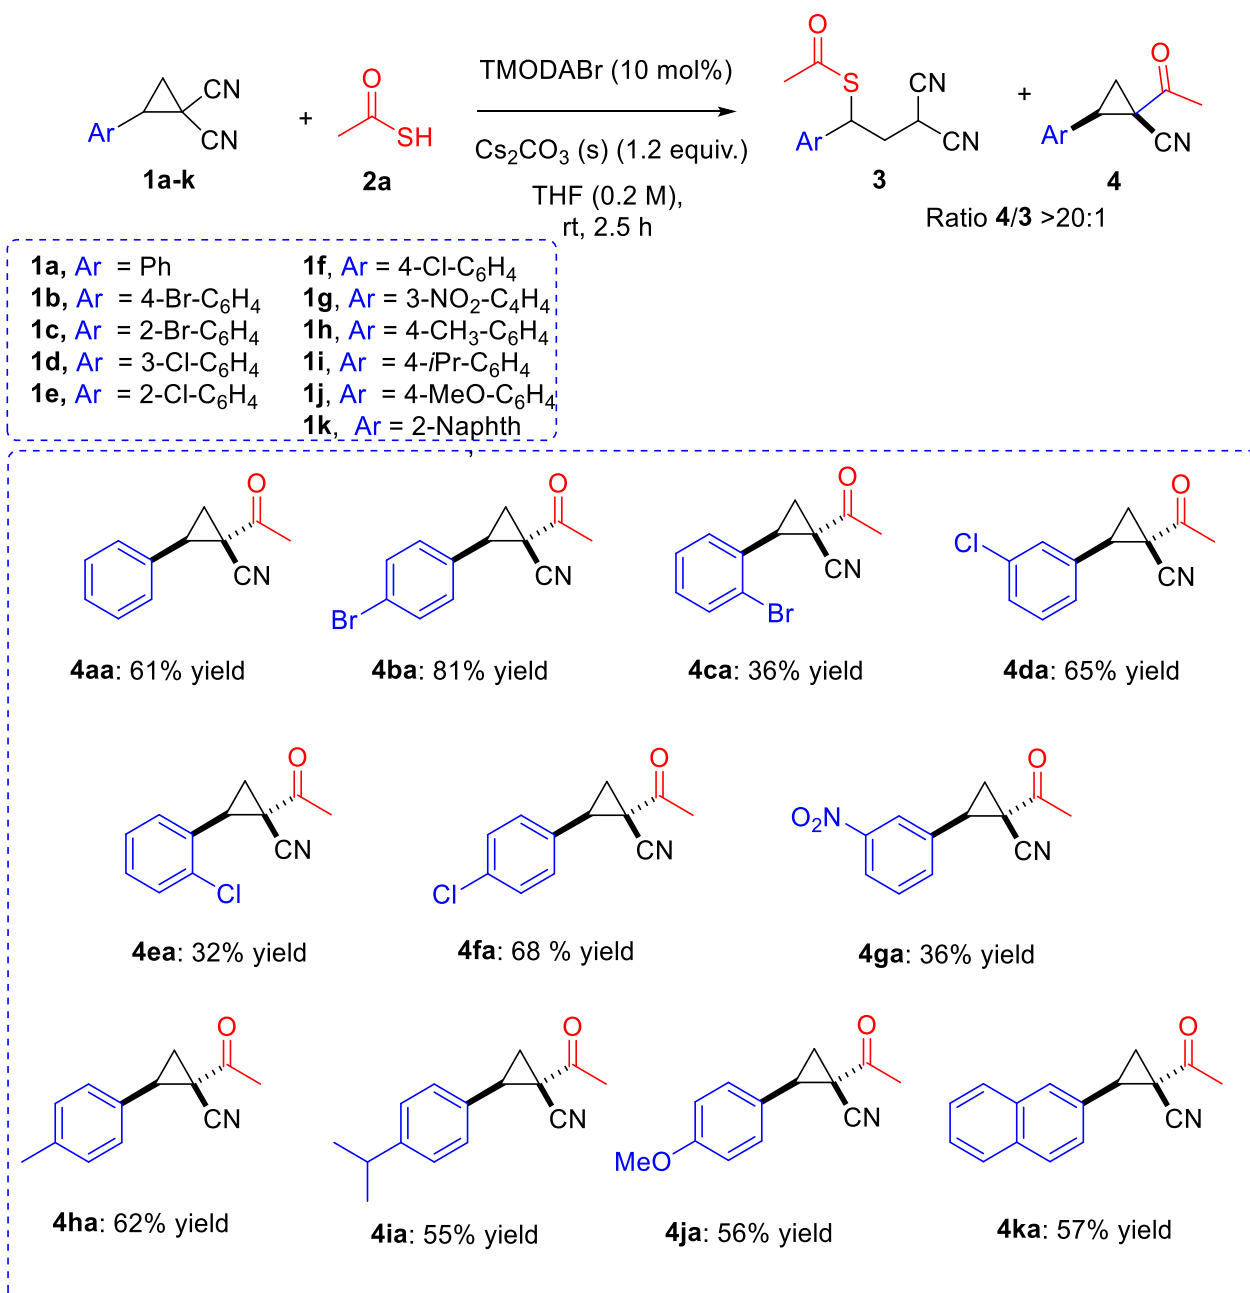 TMODABr (10 mol%)
Cs2CO3 (s) (1.2 equiv.)
THF (0.2 M),
rt, 2.5 h
Ar
CN
CN
1a-k
+
O
SH
2a
O
S
CN
Ar
CN
3
+
O
Ar
CN
4
Ratio 4/3 >20:1
1a, Ar = Ph
1b, Ar = 4-Br-C6H4
1c, Ar = 2-Br-C6H4
1d, Ar = 3-Cl-C6H4
1e, Ar = 2-Cl-C6H4
1f, Ar = 4-Cl-C6H4
1g, Ar = 3-NO2-C4H4
1h, Ar = 4-CH3-C6H4
1i, Ar = 4-iPr-C6H4
1j, Ar = 4-MeO-C6H4
1k, Ar = 2-Naphth
,
O
CN
4aa: 61% yield
O
CN
Br
4ba: 81% yield
O
CN
Br
4ca: 36% yield
O
Cl
CN
4da: 65% yield
O
CN
Cl
4ea: 32% yield
O
CN
Cl
4fa: 68 % yield
O
O2N
CN
4ga: 36% yield
O
CN
4ha: 62% yield
O
CN
4ia: 55% yield
O
CN
MeO
4ja: 56% yield
O
CN
4ka: 57% yield